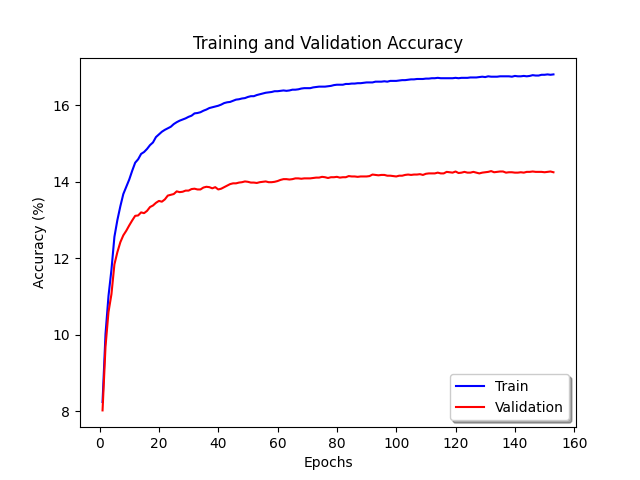 Training and Validation Accuracy
16
14
12
10
8
Accuracy (%)
0 20 40 60 80 100 120 140 160
Epochs
Train
Validation